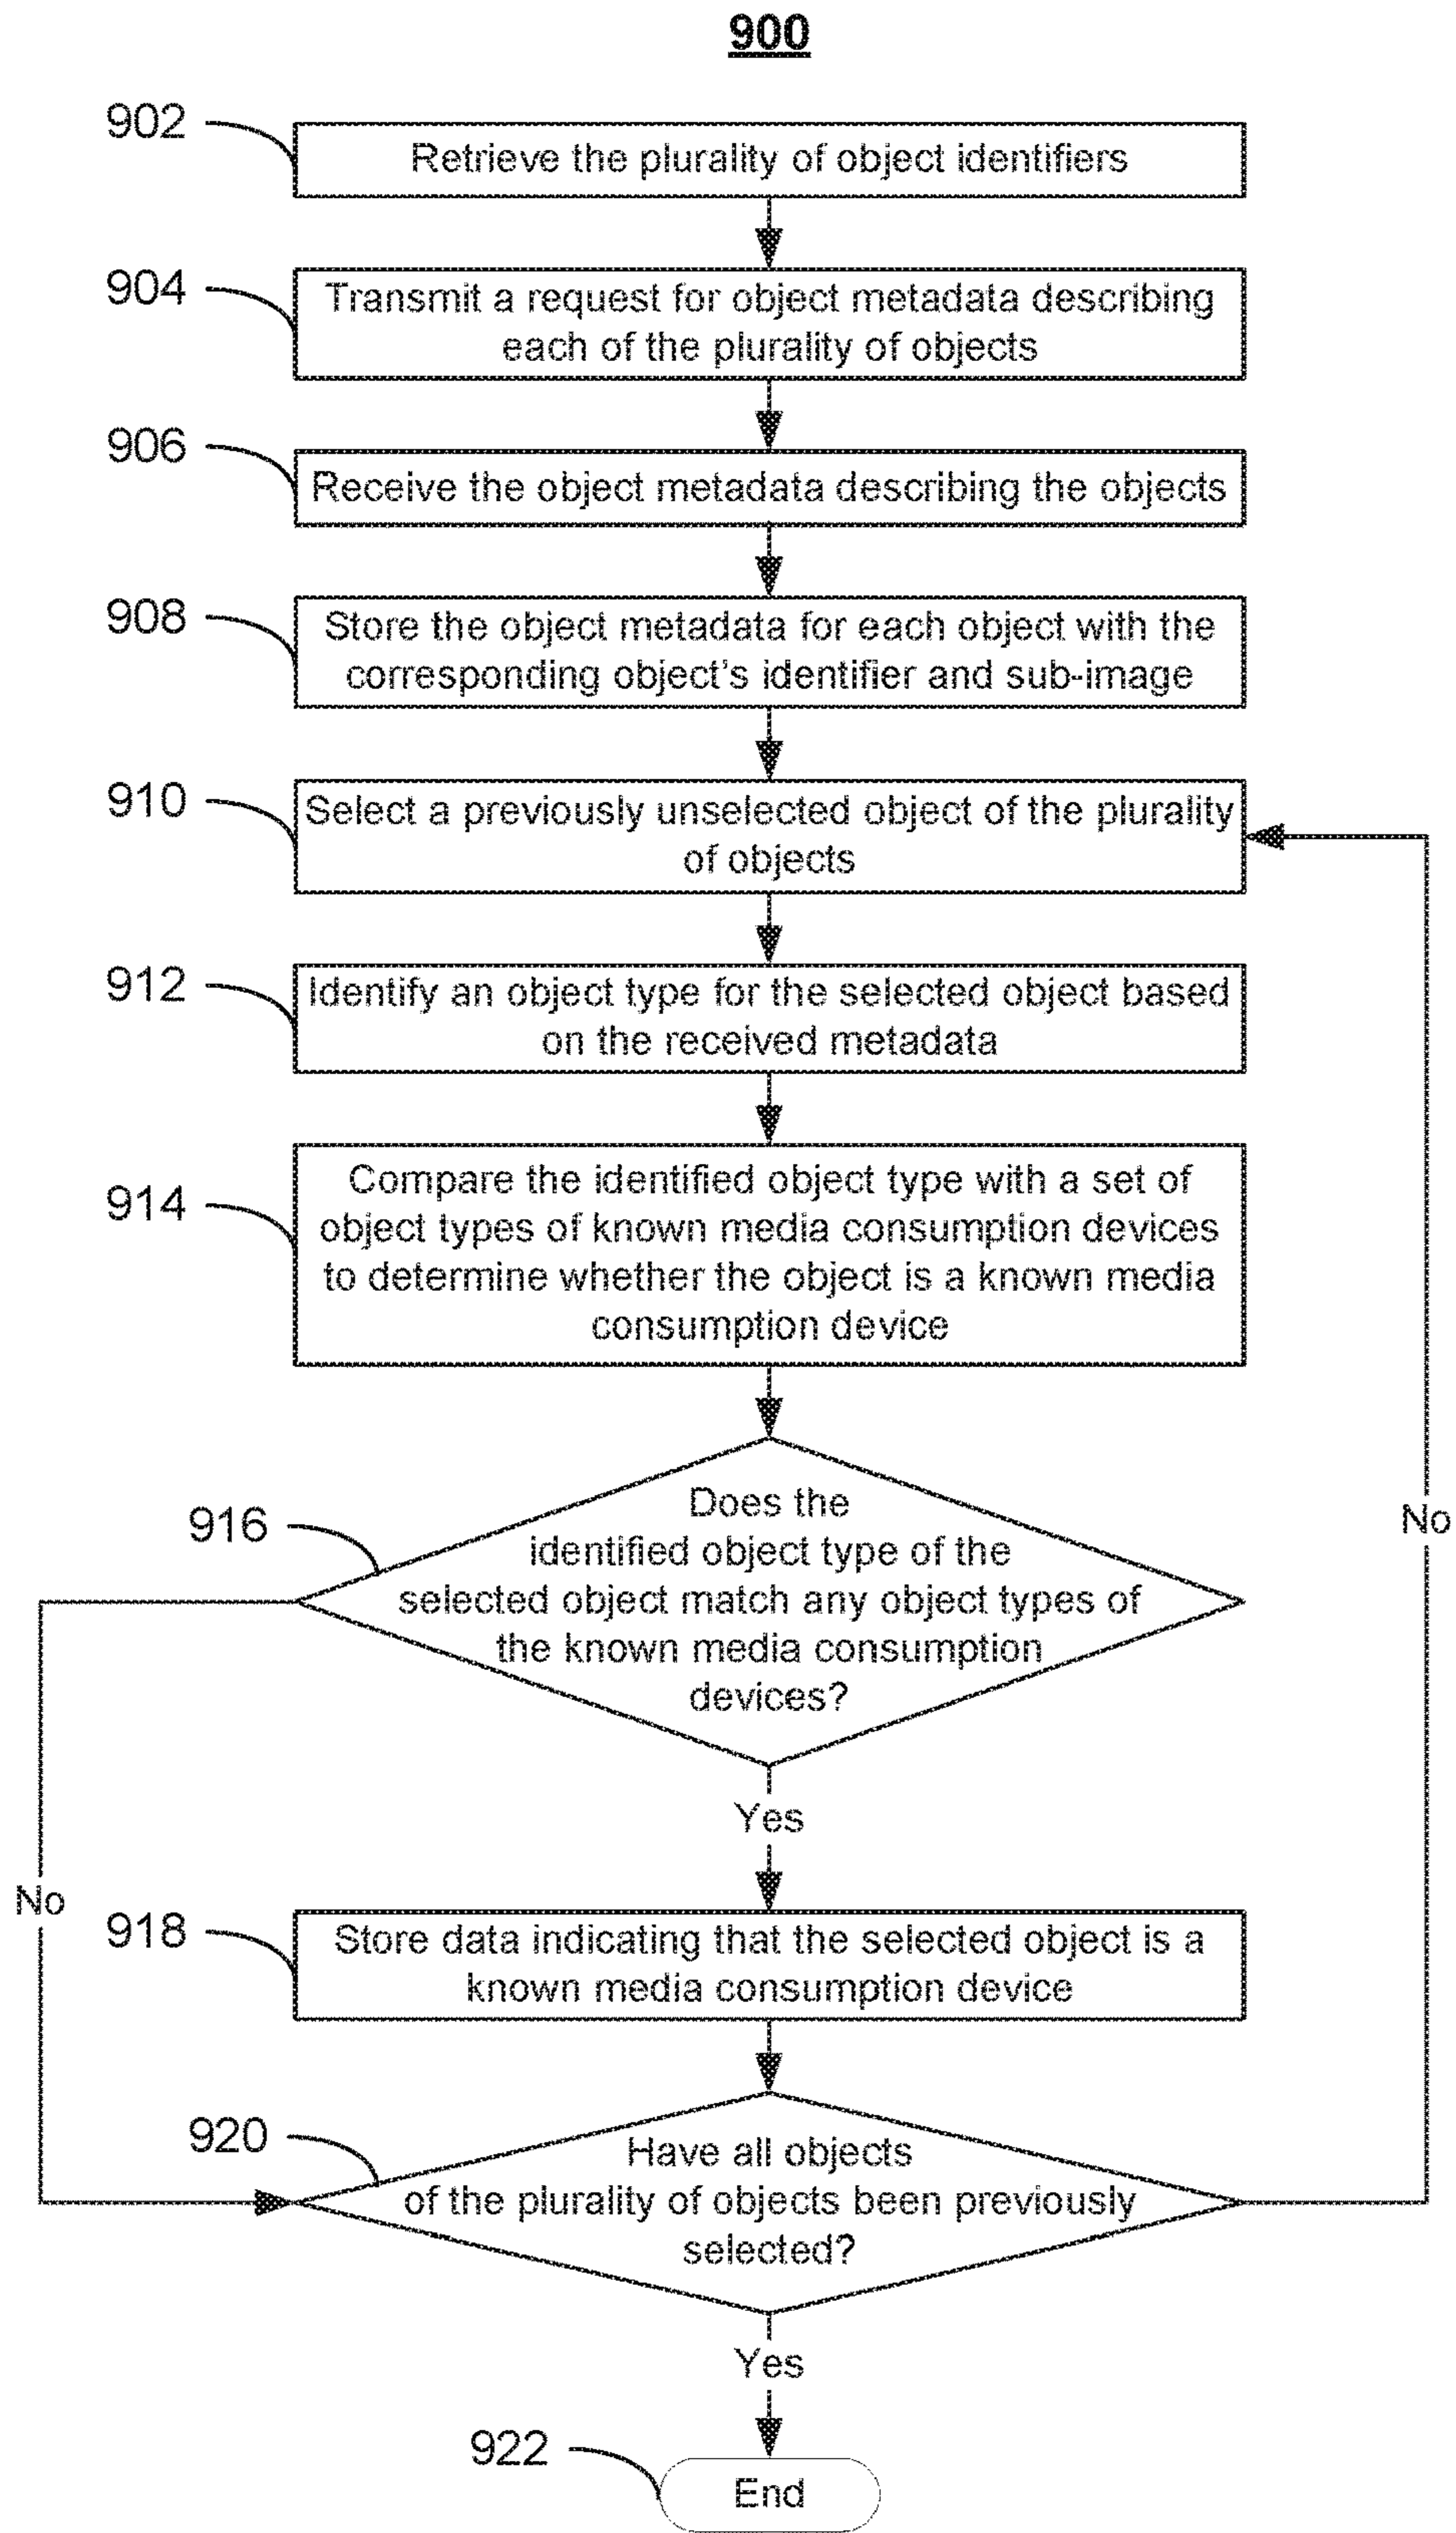 900
902
Retrieve the plurality of object identifiers
904
Transmit a request for object metadata describing
each of the plurality of objects
906
Receive the object metadata describing the objects
908
Store the object metadata for each object with the
corresponding object's identifier and sub-image
910
Select a previously unselected object of the plurality
of objects
912
Identify an object type for the selected object based
on the received metadata
914
Compare the identified object type with a set of
object types of known media consumption devices
to determine whether the object is a known media
consumption device
916
Does the
identified object type of the
selected object match any object types of
the known media consumption
devices?
No
Yes
No
918
Store data indicating that the selected object is a
known media consumption device
920
Have all objects
of the plurality of objects been previously
selected?
Yes
922
End